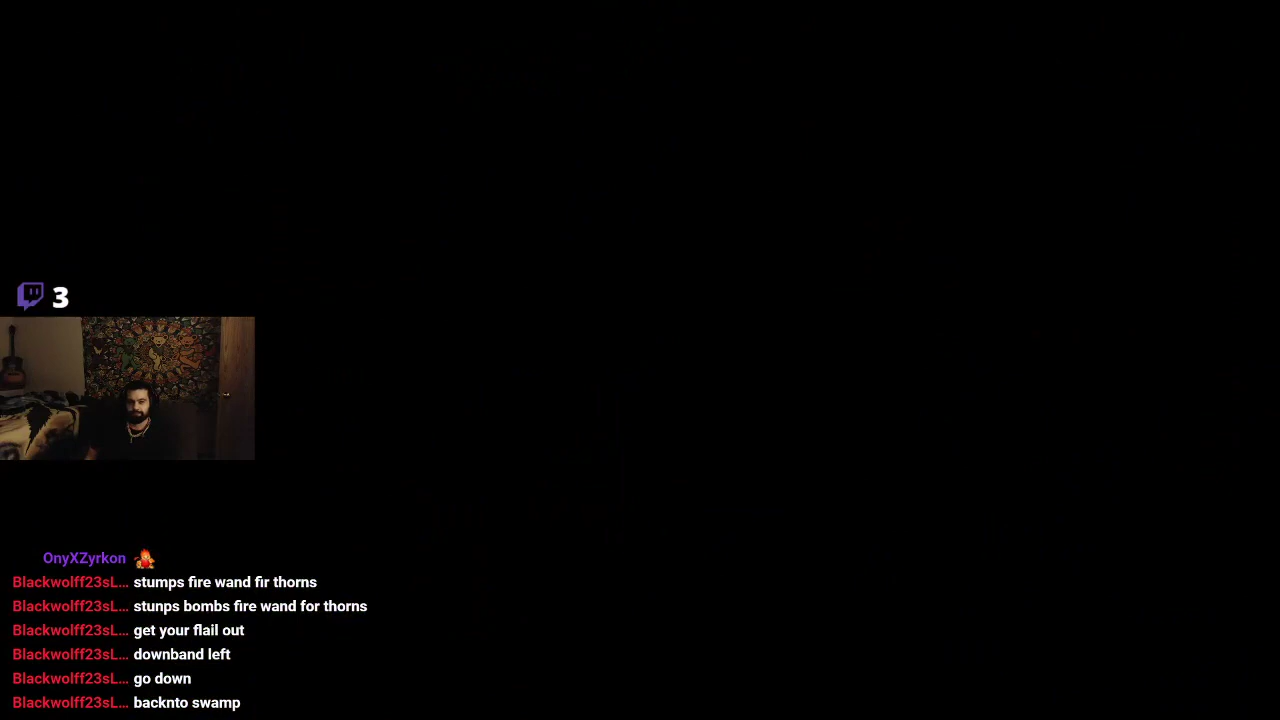 3
OnyXZyrkon
Blackwolff23sL... stumps fire wand fir thorns
Blackwolff23sL... stunps bombs fire wand for thorns
Blackwolff23sL... get your flail out
Blackwolff23sL... downband left
Blackwolff23sL... go down
Blackwolff23sL... backnto swamp